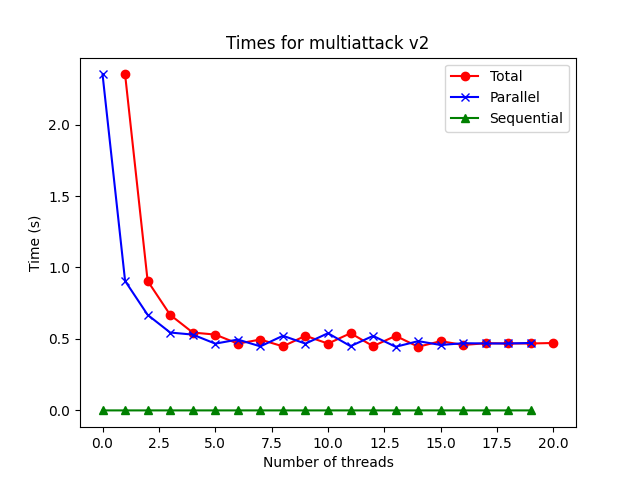 Times for multiattack v2
Total
Parallel
Sequential
2.0
1.5
1.0
0.5
0.0
Time (s)
0.0 2.5 5.0 7.5 10.0 12.5 15.0 17.5 20.0
Number of threads